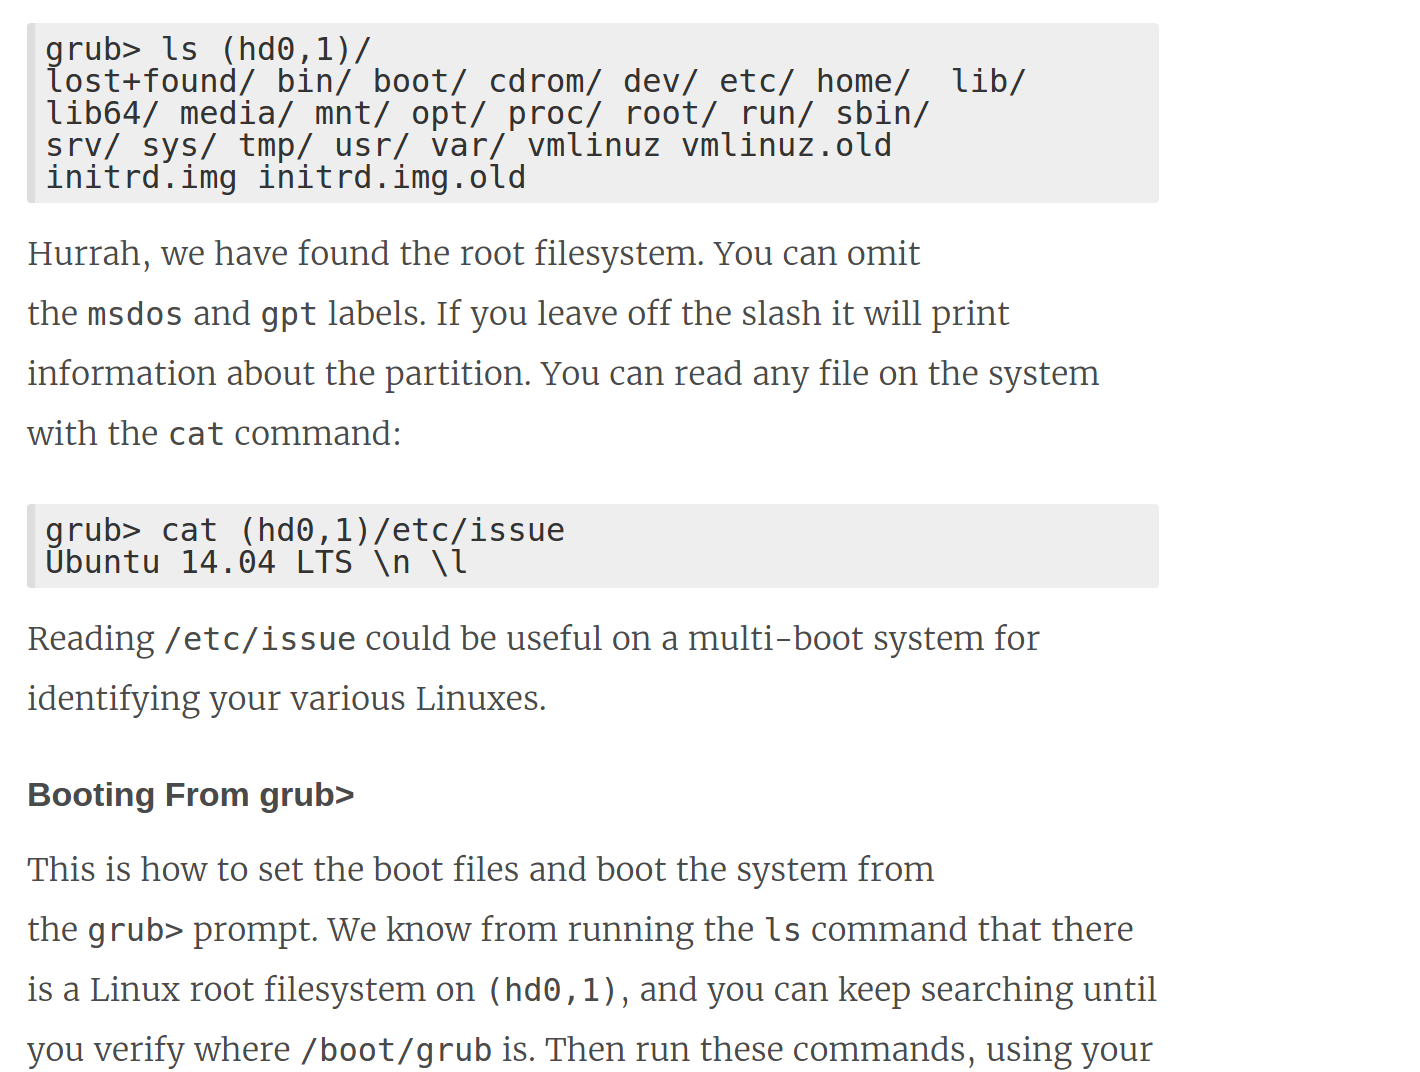 grub> ls (hd0,1)/
lost+found/ bin/ boot/ cdrom/ dev/ etc/ home/  lib/
lib64/ media/ mnt/ opt/ proc/ root/ run/ sbin/
srv/ sys/ tmp/ usr/ var/ vmlinuz vmlinuz.old
initrd.img initrd.img.old
Hurrah, we have found the root filesystem. You can omit
the msdos and gpt labels. If you leave off the slash it will print
information about the partition. You can read any file on the system
with the cat command:
grub> cat (hd0,1)/etc/issue
Ubuntu 14.04 LTS \n \l
Reading /etc/issue could be useful on a multi-boot system for
identifying your various Linuxes.
Booting From grub>
This is how to set the boot files and boot the system from
the grub> prompt. We know from running the ls command that there
is a Linux root filesystem on (hd0,1), and you can keep searching until
you verify where /boot/grub is. Then run these commands, using your